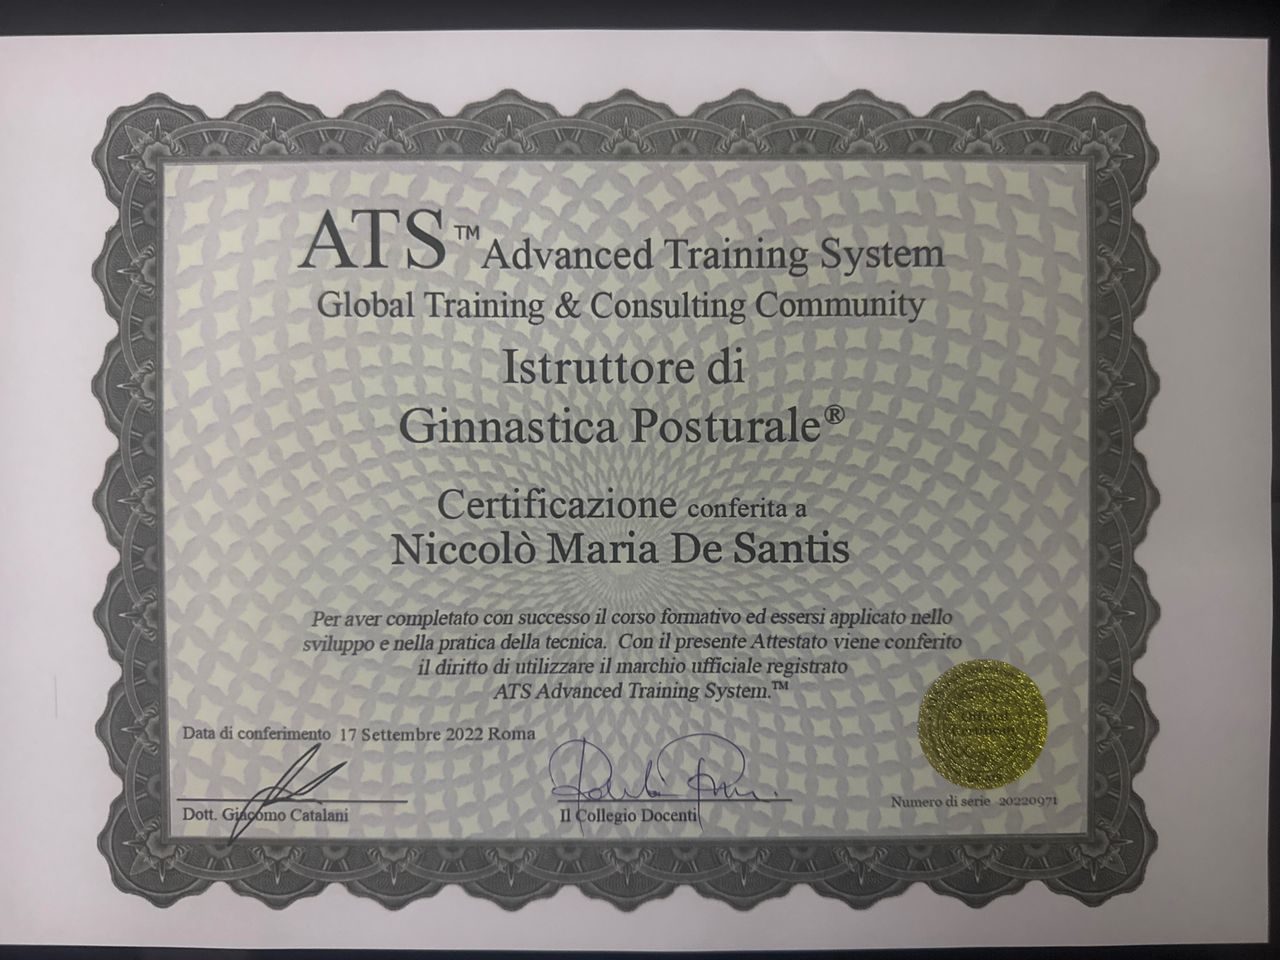 ATS™ Advanced Training System
Global Training & Consulting Community
Istruttore di
Ginnastica Posturale®
Certificazione conferita a
Niccolò Maria De Santis
Per aver completato con successo il corso formativo ed essersi applicato nello
sviluppo e nella pratica della tecnica. Con il presente Attestato viene conferito
il diritto di utilizzare il marchio ufficiale registrato
ATS Advanced Training System.™
Official
Certificate
Data di conferimento 17 Settembre 2022 Roma
Dott. Giacomo Catalani
Il Collegio Docenti
Numero di serie 20220971